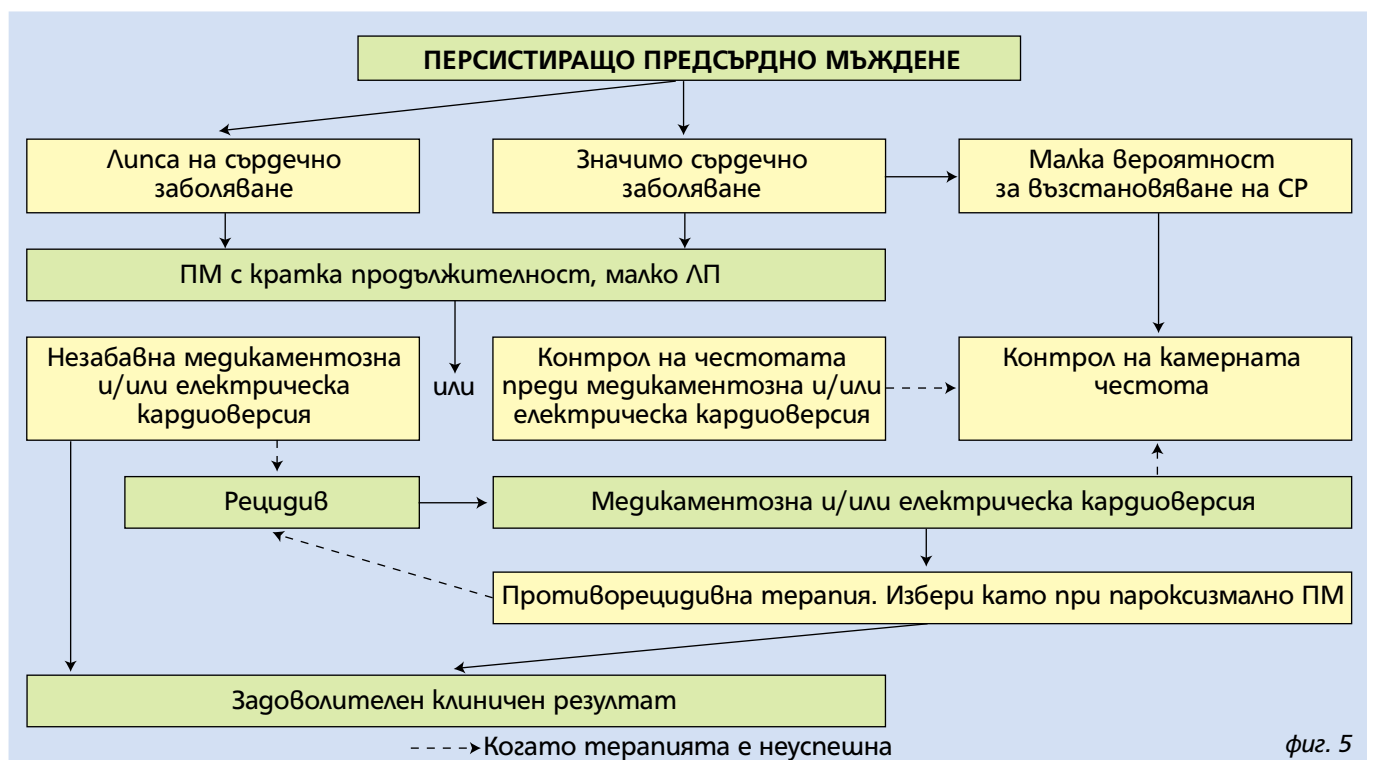 ПЕРСИСТИРАЩО ПРЕДСЪРДНО МЪЖДЕНЕ
Липса на сърдечно
заболяване
Значимо сърдечно
заболяване
Малка вероятност
за възстановяване на СР
ПМ с кратка продължителност, малко ЛП
Незабавна медикаментозна
и/или електрическа
кардиоверсия
или
Контрол на честотата
преди медикаментозна и/или
електрическа кардиоверсия
Контрол на камерната
честота
Рецидив
Медикаментозна и/или електрическа кардиоверсия
Противорецидивна терапия. Избери като при пароксизмално ПМ
Задоволителен клиничен резултат
Когато терапията е неуспешна
фиг. 5